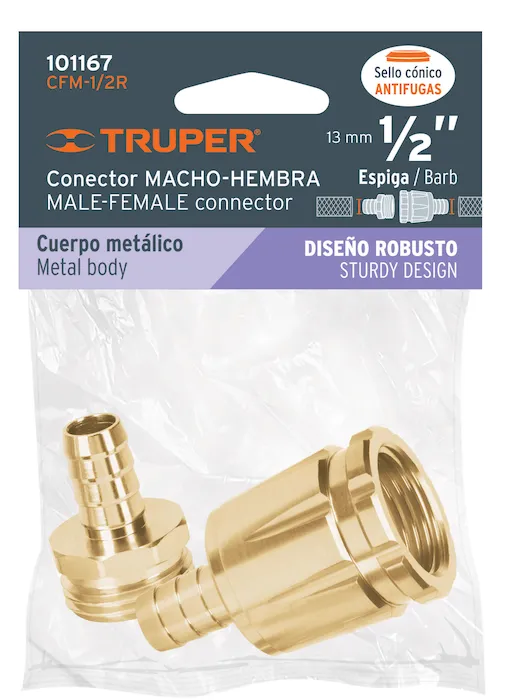 101167
CFM-1/2R
Sello cónico
ANTIFUGAS
TRUPER®
13 mm 1/2"
Conector MACHO-HEMBRA
MALE-FEMALE connector
Espiga / Barb
Cuerpo metálico
Metal body
DISEÑO ROBUSTO
STURDY DESIGN